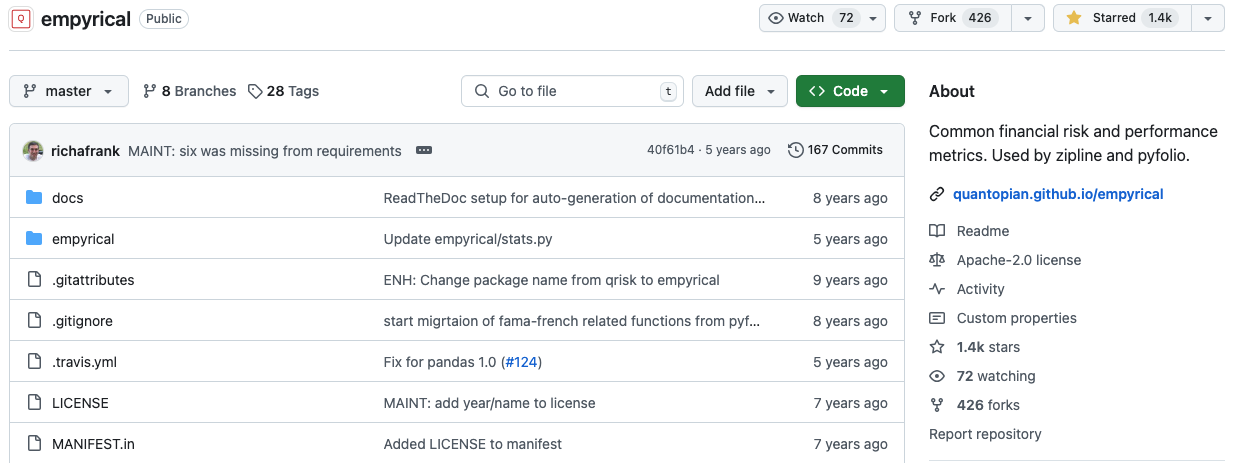 Q empyrical Public Watch 72 Fork 426 Starred 1.4k
master 8 Branches 28 Tags Go to file t Add file Code
richafrank MAINT: six was missing from requirements 40f61b4 · 5 years ago 167 Commits
docs ReadTheDoc setup for auto-generation of documentation… 8 years ago
empyrical Update empyrical/stats.py 5 years ago
.gitattributes ENH: Change package name from qrisk to empyrical 9 years ago
.gitignore start migrtaion of fama-french related functions from pyf… 8 years ago
.travis.yml Fix for pandas 1.0 (#124) 5 years ago
LICENSE MAINT: add year/name to license 7 years ago
MANIFEST.in Added LICENSE to manifest 7 years ago
About
Common financial risk and performance
metrics. Used by zipline and pyfolio.
quantopian.github.io/empyrical
Readme
Apache-2.0 license
Activity
Custom properties
1.4k stars
72 watching
426 forks
Report repository